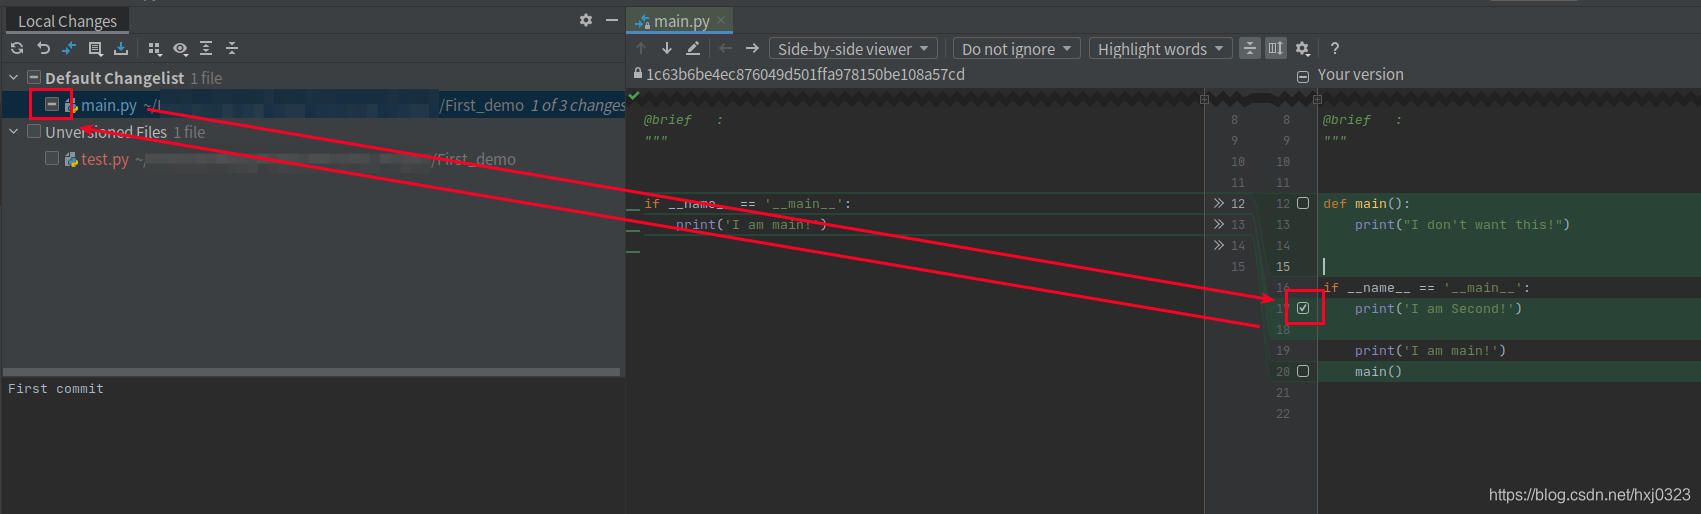 Local Changes
main.py
Side-by-side viewer
Do not ignore
Highlight words
?
Default Changelist 1 file
1c63b6be4ec876049d501ffa978150be108a57cd
Your version
main.py ~/ /First_demo 1 of 3 changes
Unversioned Files 1 file
test.py ~/ /First_demo
@brief :
"""
if __name__ == '__main__':
print('I am main!')
8
9
10
11
12
13
14
15
8
9
10
11
12
13
14
15
16
17
18
19
20
21
22
@brief :
"""
def main():
print("I don't want this!")
if __name__ == '__main__':
print('I am Second!')
print('I am main!')
main()
First commit
https://blog.csdn.net/hxj0323